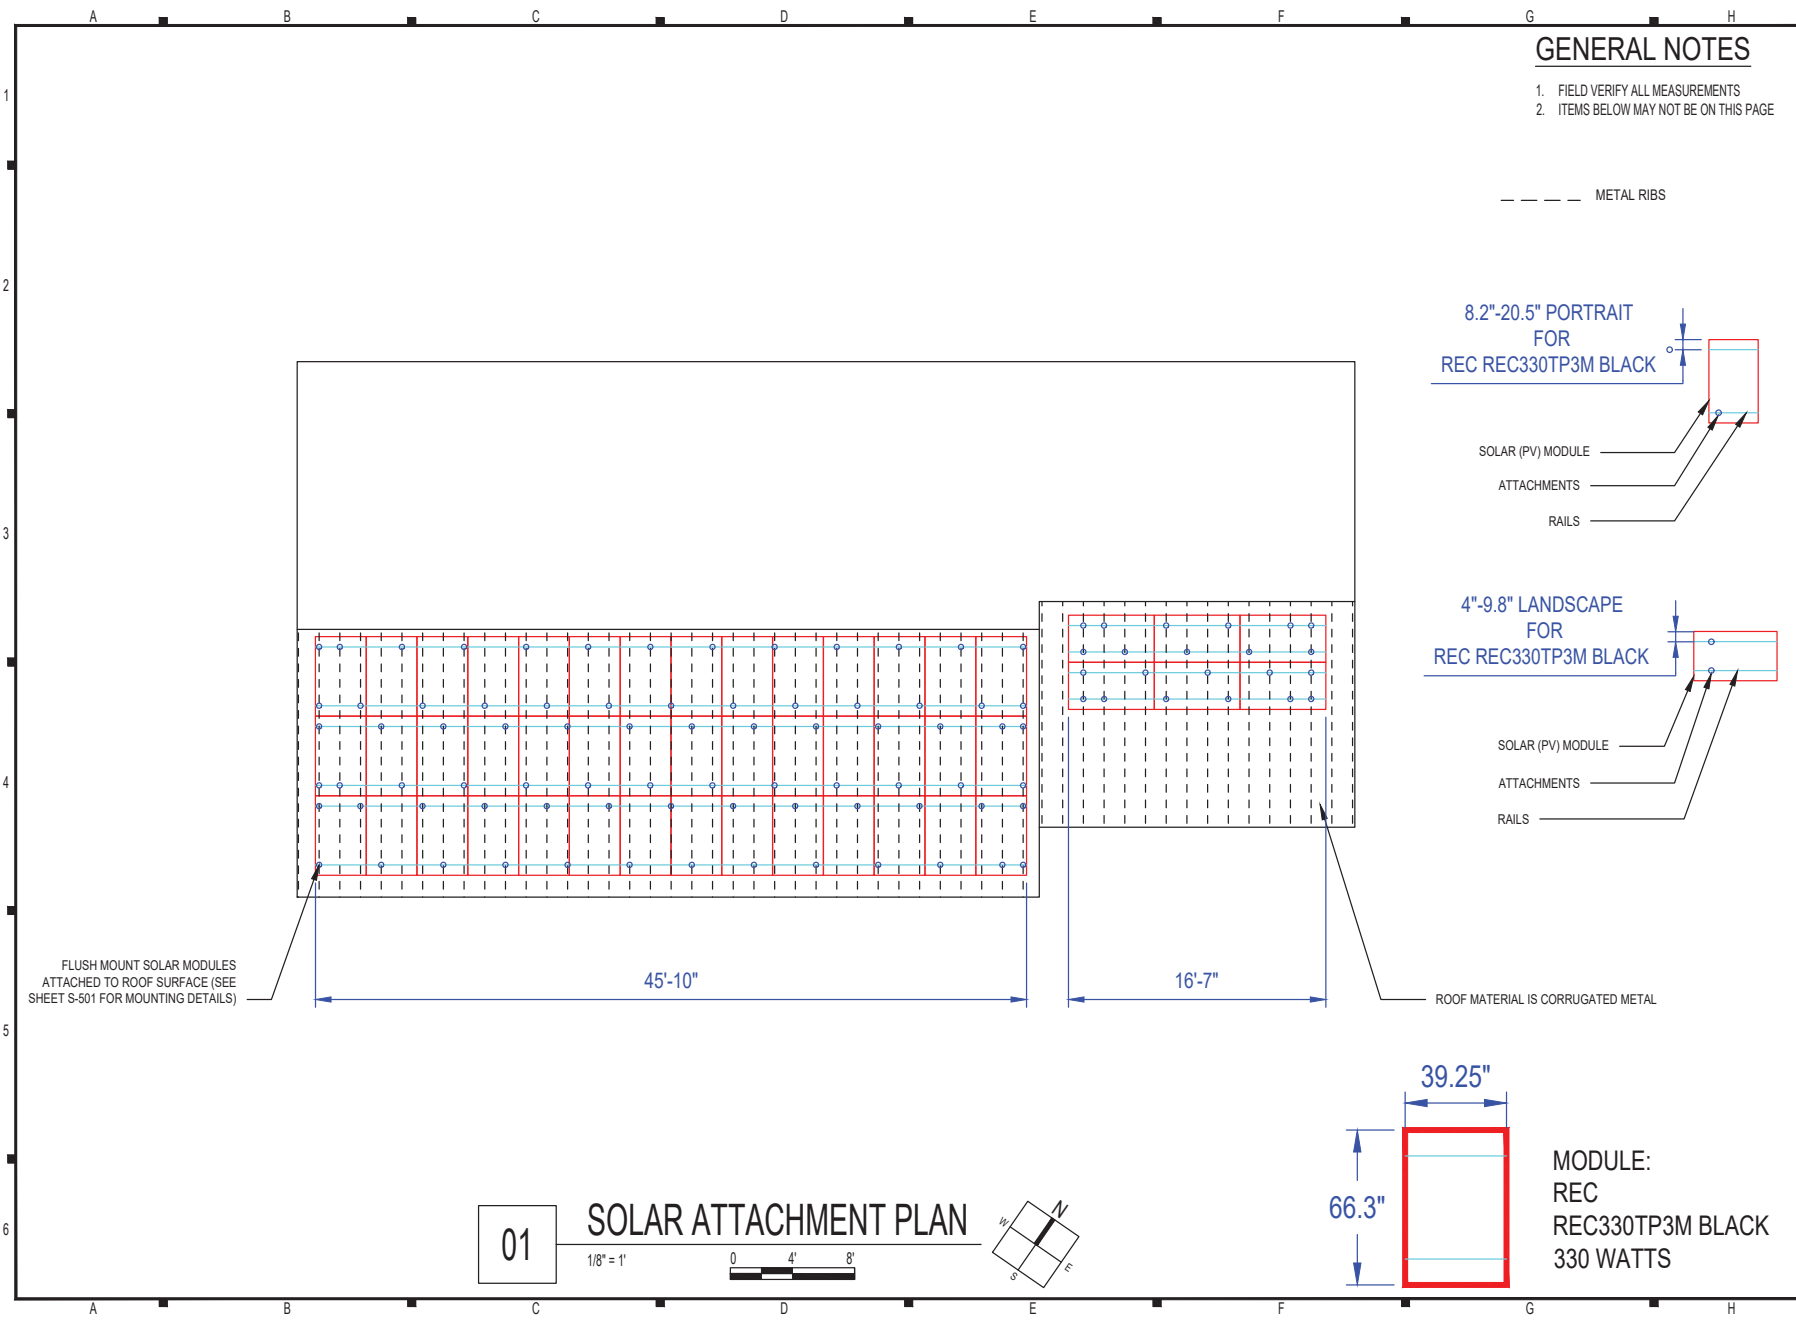 A B C D E F G H
GENERAL NOTES
1. FIELD VERIFY ALL MEASUREMENTS
2. ITEMS BELOW MAY NOT BE ON THIS PAGE
METAL RIBS
1
2
3
4
5
6
8.2"-20.5" PORTRAIT
FOR
REC REC330TP3M BLACK
SOLAR (PV) MODULE
ATTACHMENTS
RAILS
4"-9.8" LANDSCAPE
FOR
REC REC330TP3M BLACK
SOLAR (PV) MODULE
ATTACHMENTS
RAILS
FLUSH MOUNT SOLAR MODULES
ATTACHED TO ROOF SURFACE (SEE
SHEET S-501 FOR MOUNTING DETAILS)
45'-10"
16'-7"
ROOF MATERIAL IS CORRUGATED METAL
39.25"
66.3"
MODULE:
REC
REC330TP3M BLACK
330 WATTS
01
SOLAR ATTACHMENT PLAN
1/8" = 1'
0 4' 8'
N
W
E
S
A B C D E F G H